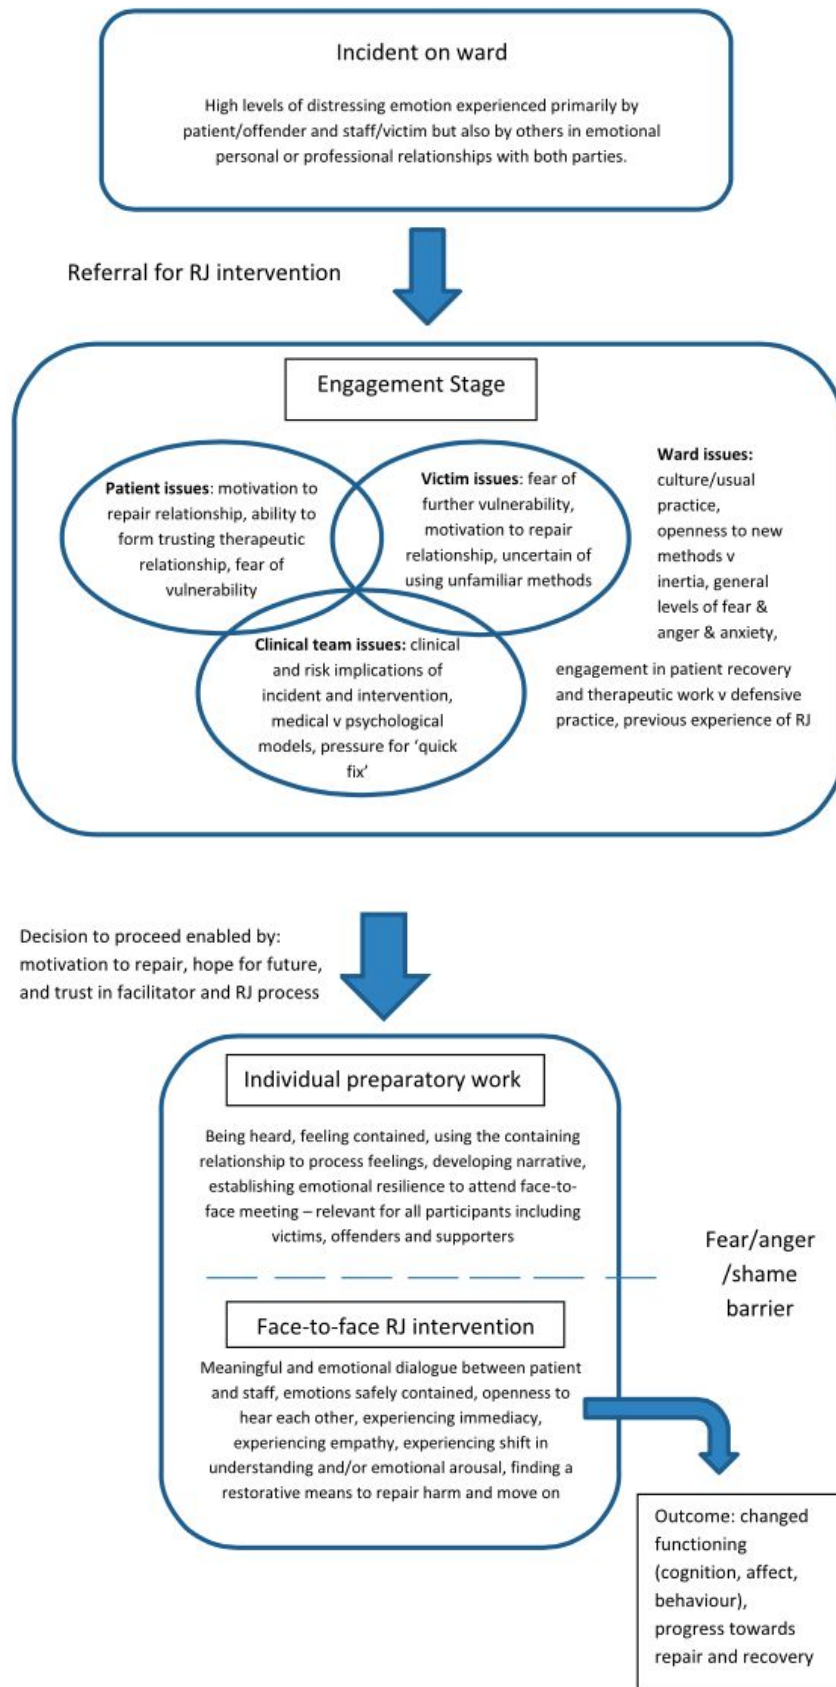 Incident on ward
High levels of distressing emotion experienced primarily by
patient/offender and staff/victim but also by others in emotional
personal or professional relationships with both parties.
Referral for RJ intervention
Engagement Stage
Patient issues: motivation to
repair relationship, ability to
form trusting therapeutic
relationship, fear of
vulnerability
Victim issues: fear of
further vulnerability,
motivation to repair
relationship, uncertain of
using unfamiliar methods
Ward issues:
culture/usual
practice,
openness to new
methods v
inertia, general
levels of fear &
anger & anxiety,
engagement in patient recovery
and therapeutic work v defensive
practice, previous experience of RJ
Clinical team issues: clinical
and risk implications of
incident and intervention,
medical v psychological
models, pressure for ‘quick
fix’
Decision to proceed enabled by:
motivation to repair, hope for future,
and trust in facilitator and RJ process
Individual preparatory work
Being heard, feeling contained, using the containing
relationship to process feelings, developing narrative,
establishing emotional resilience to attend face-to-
face meeting – relevant for all participants including
victims, offenders and supporters
Fear/anger
/shame
barrier
Face-to-face RJ intervention
Meaningful and emotional dialogue between patient
and staff, emotions safely contained, openness to
hear each other, experiencing immediacy,
experiencing empathy, experiencing shift in
understanding and/or emotional arousal, finding a
restorative means to repair harm and move on
Outcome: changed
functioning
(cognition, affect,
behaviour),
progress towards
repair and recovery